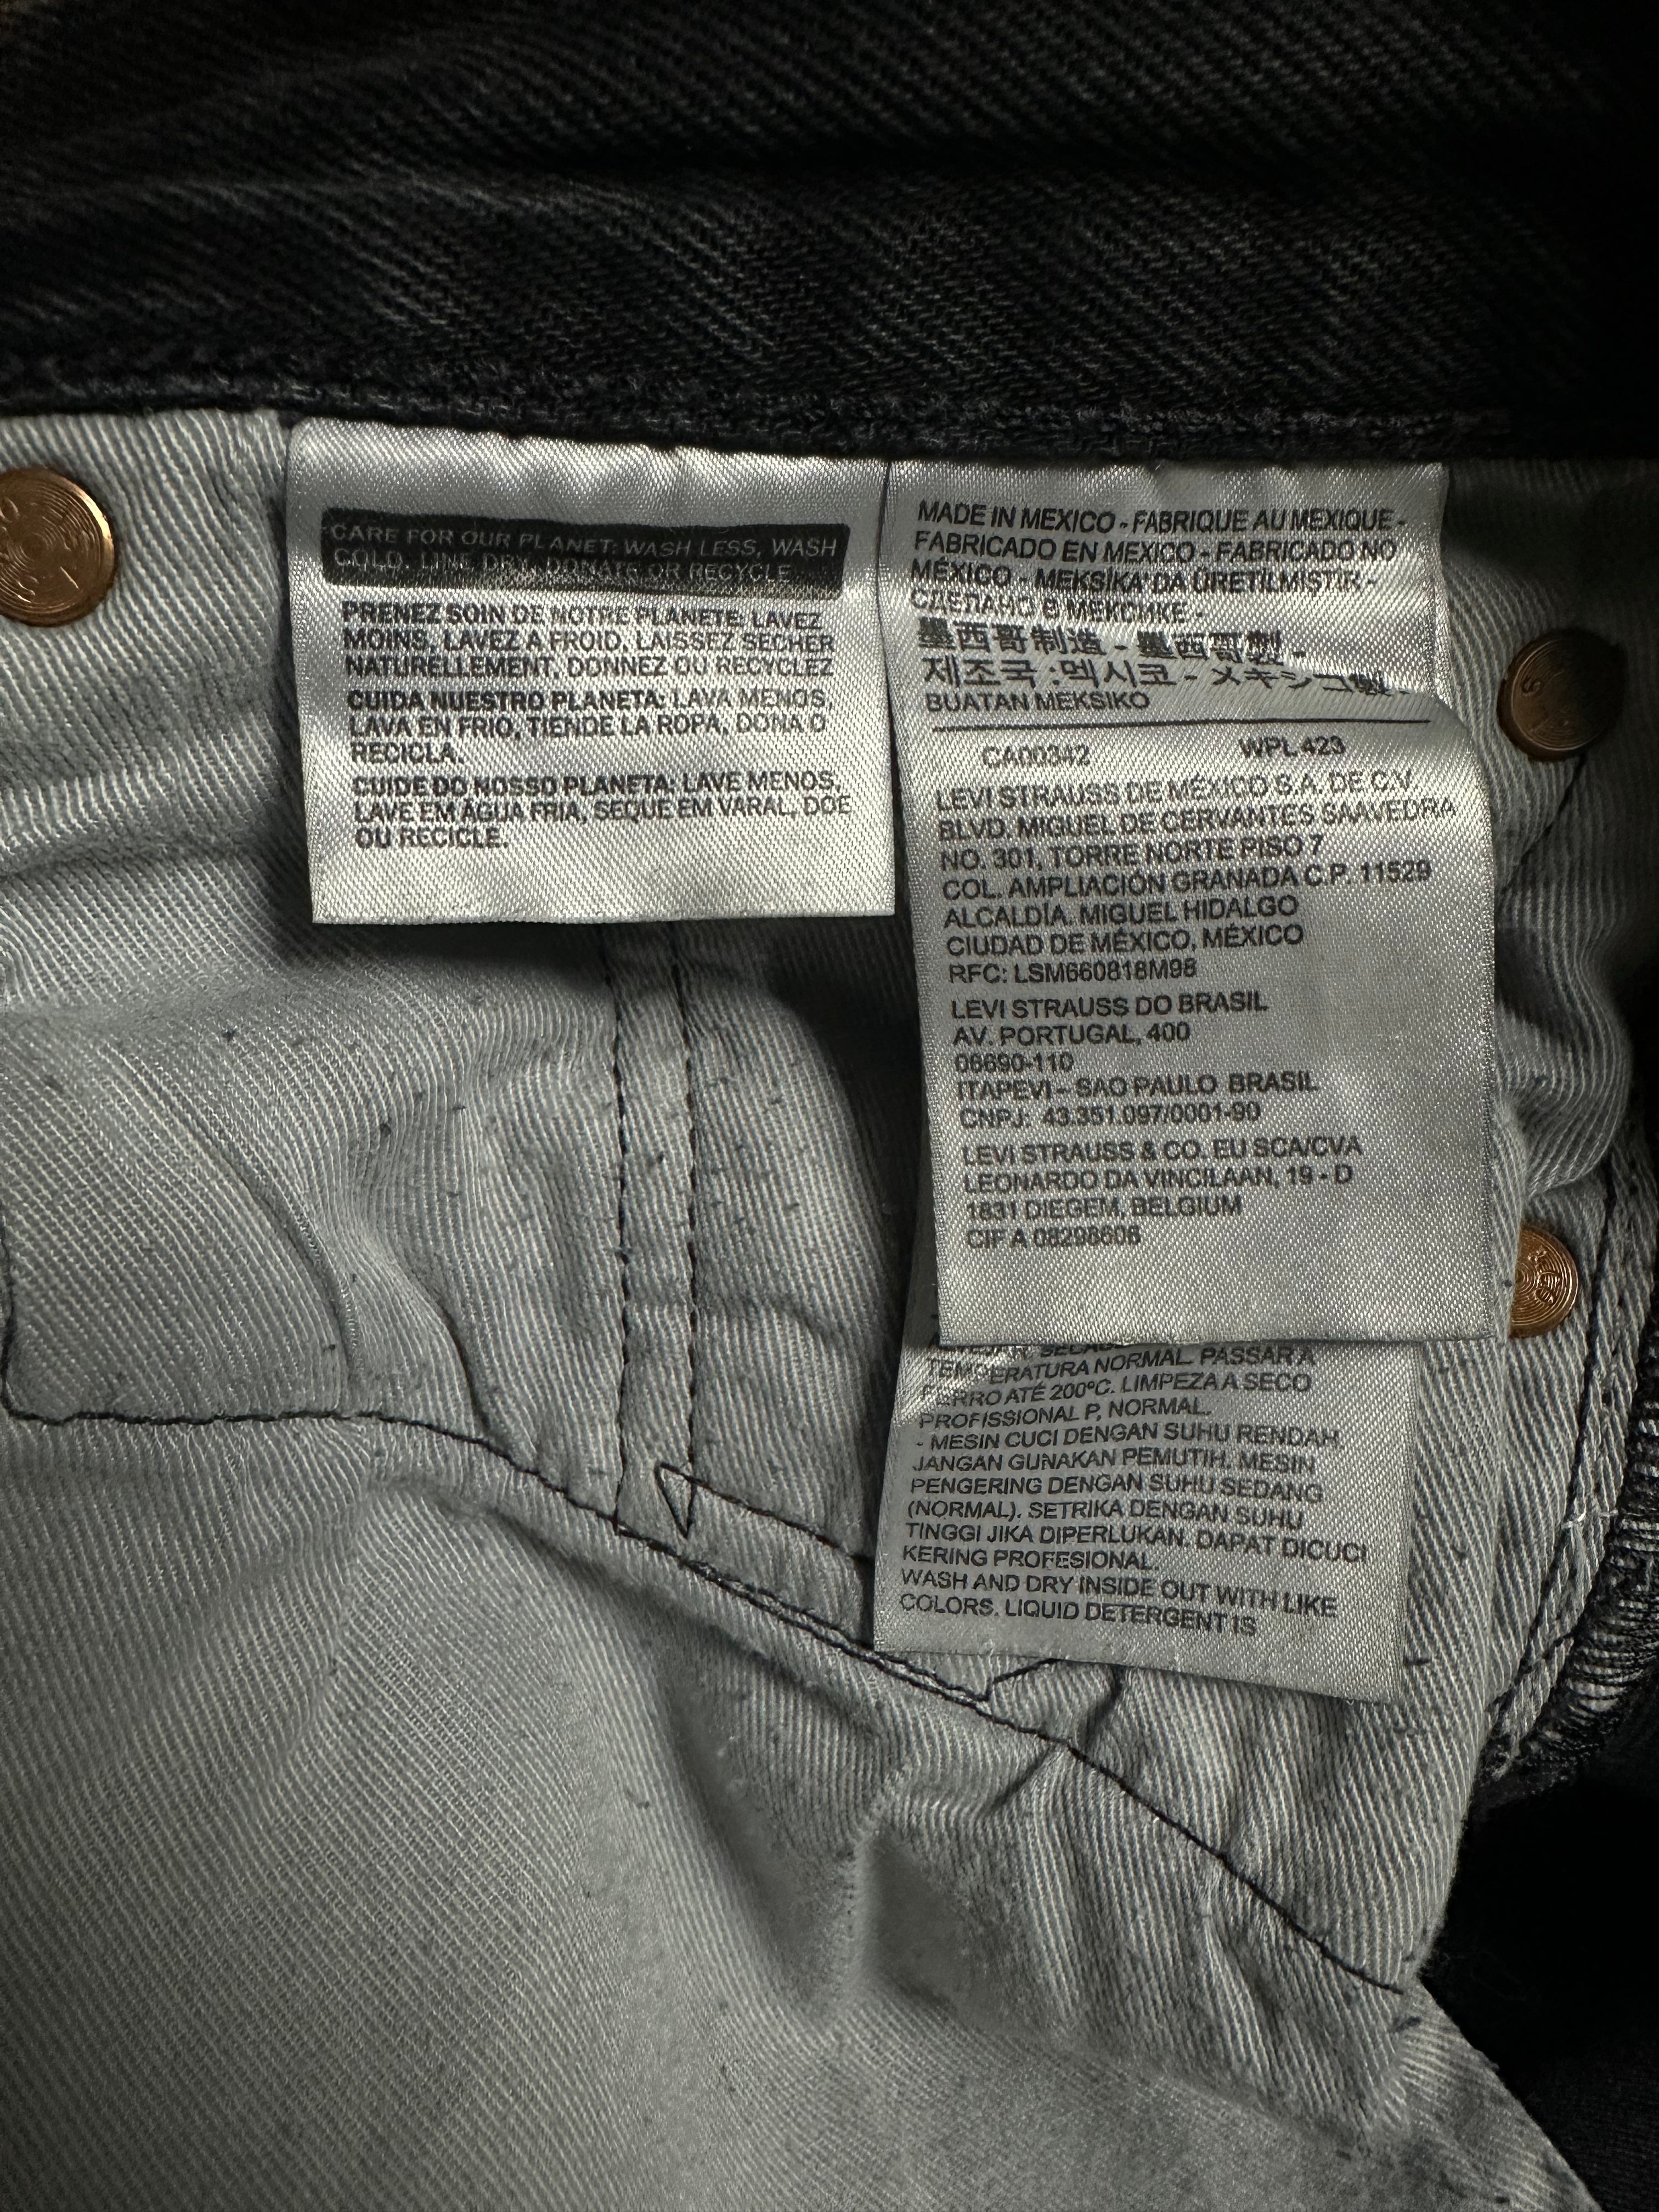 CARE FOR OUR PLANET: WASH LESS, WASH
COLD, LINE DRY, DONATE OR RECYCLE
PRENEZ SOIN DE NOTRE PLANETE: LAVEZ
MOINS, LAVEZ A FROID, LAISSEZ SECHER
NATURELLEMENT, DONNEZ OU RECYCLEZ
CUIDA NUESTRO PLANETA: LAVA MENOS,
LAVA EN FRIO, TIENDE LA ROPA, DONA O
RECICLA.
CUIDE DO NOSSO PLANETA: LAVE MENOS,
LAVE EM ÁGUA FRIA, SEQUE EM VARAL, DOE
OU RECICLE.
MADE IN MEXICO - FABRIQUE AU MEXIQUE -
FABRICADO EN MEXICO - FABRICADO NO
MÉXICO - MEKSİKA'DA ÜRETİLMİŞTİR -
СДЕЛАНО В МЕКСИКЕ -
墨西哥制造 - 墨西哥製 -
제조국 :멕시코 - メキシコ製 -
BUATAN MEKSIKO
CA00342 WPL 423
LEVI STRAUSS DE MÉXICO S.A. DE C.V.
BLVD. MIGUEL DE CERVANTES SAAVEDRA
NO. 301, TORRE NORTE PISO 7
COL. AMPLIACIÓN GRANADA C.P. 11529
ALCALDÍA. MIGUEL HIDALGO
CIUDAD DE MÉXICO, MÉXICO
RFC: LSM660818M98
LEVI STRAUSS DO BRASIL
AV. PORTUGAL, 400
06690-110
ITAPEVI - SAO PAULO BRASIL
CNPJ: 43.351.097/0001-90
LEVI STRAUSS & CO. EU SCA/CVA
LEONARDO DA VINCILAAN, 19 - D
1831 DIEGEM, BELGIUM
CIF A 08298606
TEMPERATURA NORMAL. PASSAR A
FERRO ATÉ 200ºC. LIMPEZA A SECO
PROFISSIONAL P, NORMAL.
- MESIN CUCI DENGAN SUHU RENDAH
JANGAN GUNAKAN PEMUTIH. MESIN
PENGERING DENGAN SUHU SEDANG
(NORMAL). SETRIKA DENGAN SUHU
TINGGI JIKA DIPERLUKAN. DAPAT DICUCI
KERING PROFESIONAL.
WASH AND DRY INSIDE OUT WITH LIKE
COLORS. LIQUID DETERGENT IS